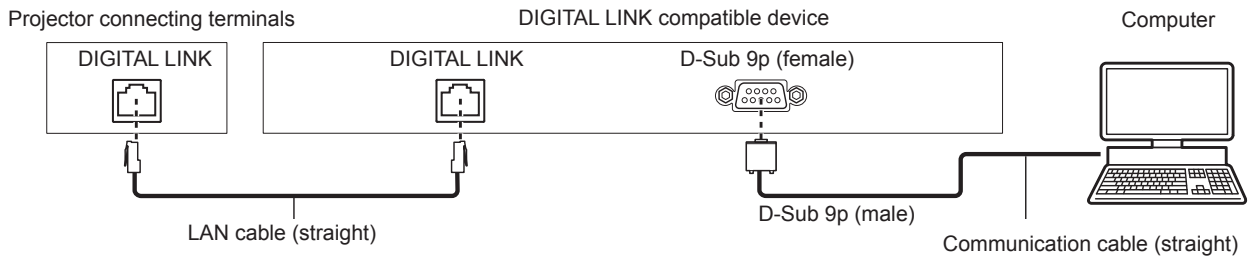 Projector connecting terminals
DIGITAL LINK compatible device
Computer
DIGITAL LINK
DIGITAL LINK
D-Sub 9p (female)
D-Sub 9p (male)
LAN cable (straight)
Communication cable (straight)